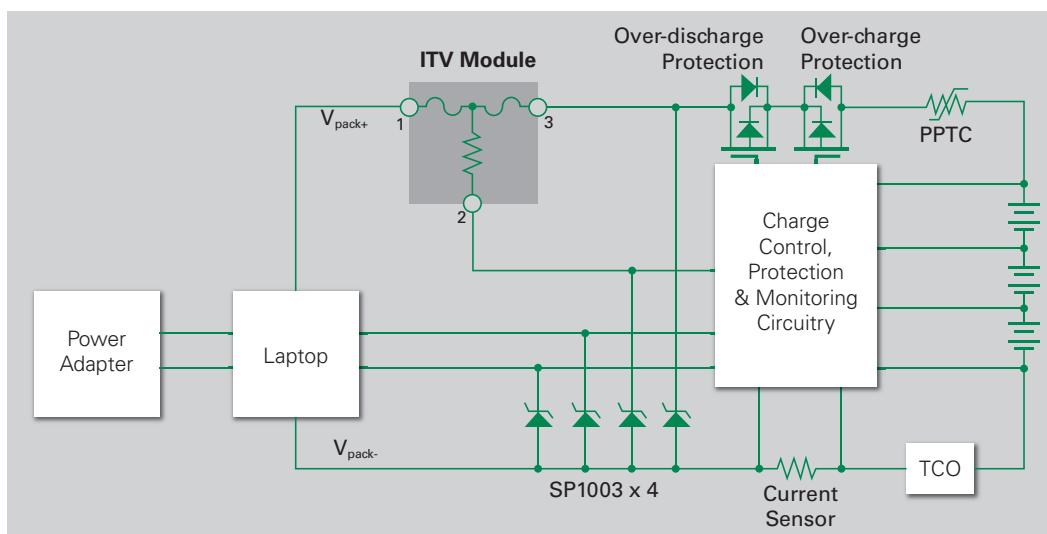 Over-discharge
Protection
Over-charge
Protection
ITV Module
1
3
2
Vpack+
PPTC
Charge
Control,
Protection
& Monitoring
Circuitry
Power
Adapter
Laptop
Vpack-
SP1003 x 4
Current
Sensor
TCO